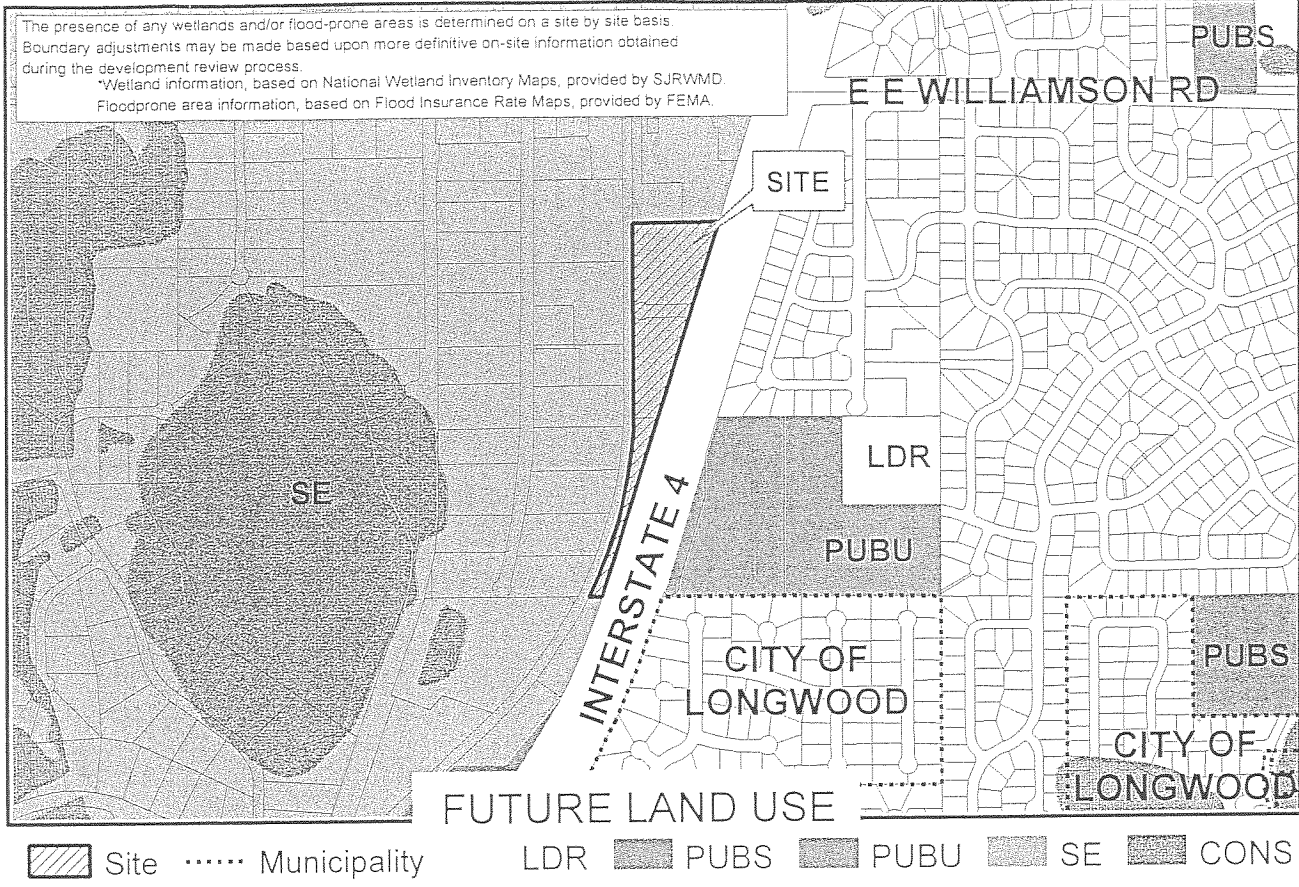 The presence of any wetlands and/or flood-prone areas is determined on a site by site basis.
Boundary adjustments may be made based upon more definitive on-site information obtained
during the development review process.
*Wetland information, based on National Wetland Inventory Maps, provided by SJRWMD.
Floodprone area information, based on Flood Insurance Rate Maps, provided by FEMA.
PUBS
E E WILLIAMSON RD
SITE
LDR
SE
PUBU
INTERSTATE 4
CITY OF
LONGWOOD
PUBS
CITY OF
LONGWOOD
FUTURE LAND USE
Site Municipality LDR PUBS PUBU SE CONS